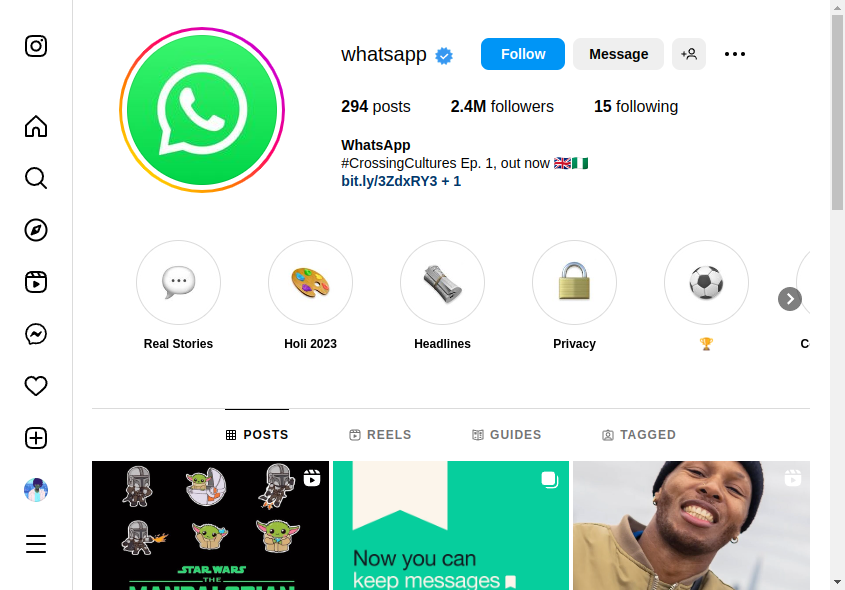 whatsapp
Follow
Message
294 posts
2.4M followers
15 following
WhatsApp
#CrossingCultures Ep. 1, out now 🇬🇧🇳🇬
bit.ly/3ZdxRY3 + 1
Real Stories
Holi 2023
Headlines
Privacy
🏆
C
POSTS
REELS
GUIDES
TAGGED
STAR WARS
THE
MANDALORIAN
Now you can
keep messages